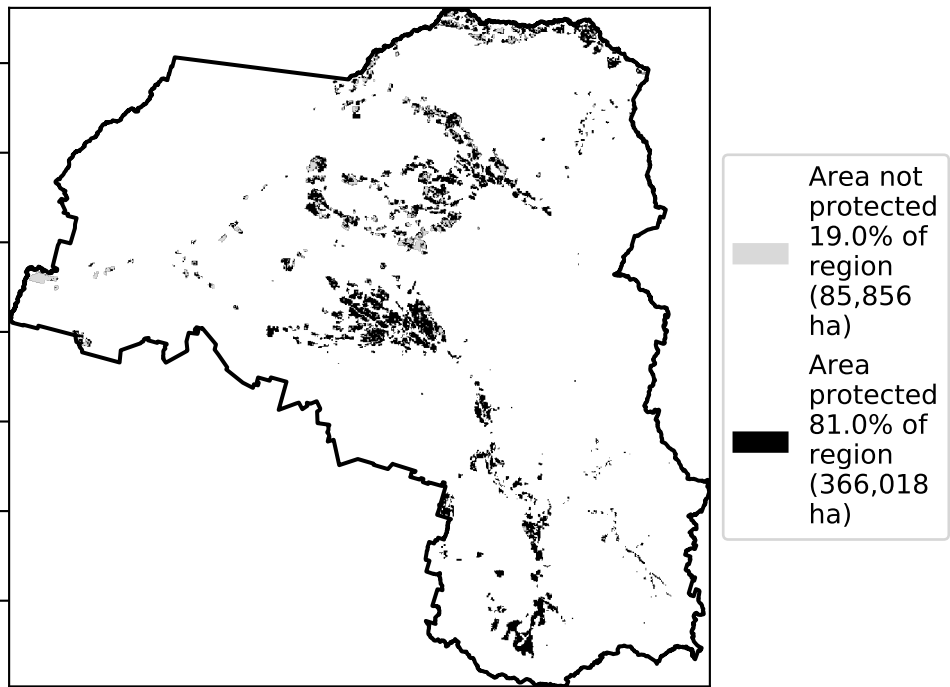 Area not
protected
19.0% of
region
(85,856
ha)
Area
protected
81.0% of
region
(366,018
ha)